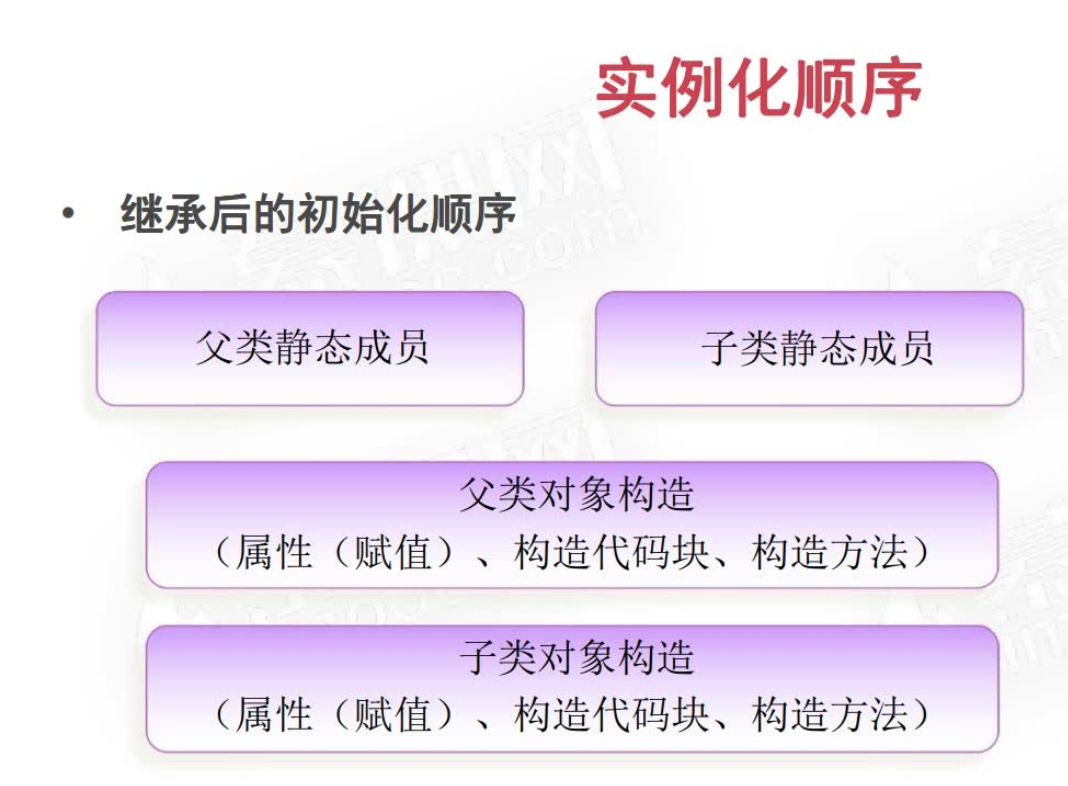 实例化顺序
• 继承后的初始化顺序
父类静态成员
子类静态成员
父类对象构造
（属性（赋值）、构造代码块、构造方法）
子类对象构造
（属性（赋值）、构造代码块、构造方法）